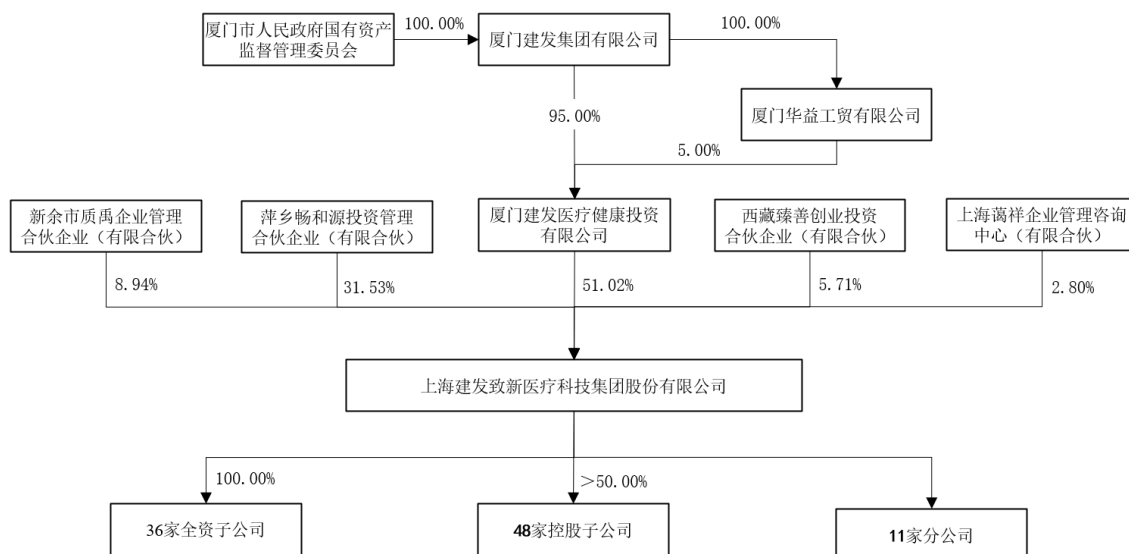 厦门市人民政府国有资产
监督管理委员会
100.00%
厦门建发集团有限公司
100.00%
95.00%
厦门华益工贸有限公司
5.00%
新余市质禹企业管理
合伙企业（有限合伙）
萍乡畅和源投资管理
合伙企业（有限合伙）
厦门建发医疗健康投资
有限公司
西藏臻善创业投资
合伙企业（有限合伙）
上海蔼祥企业管理咨询
中心（有限合伙）
8.94%
31.53%
51.02%
5.71%
2.80%
上海建发致新医疗科技集团股份有限公司
100.00%
＞50.00%
36家全资子公司
48家控股子公司
11家分公司